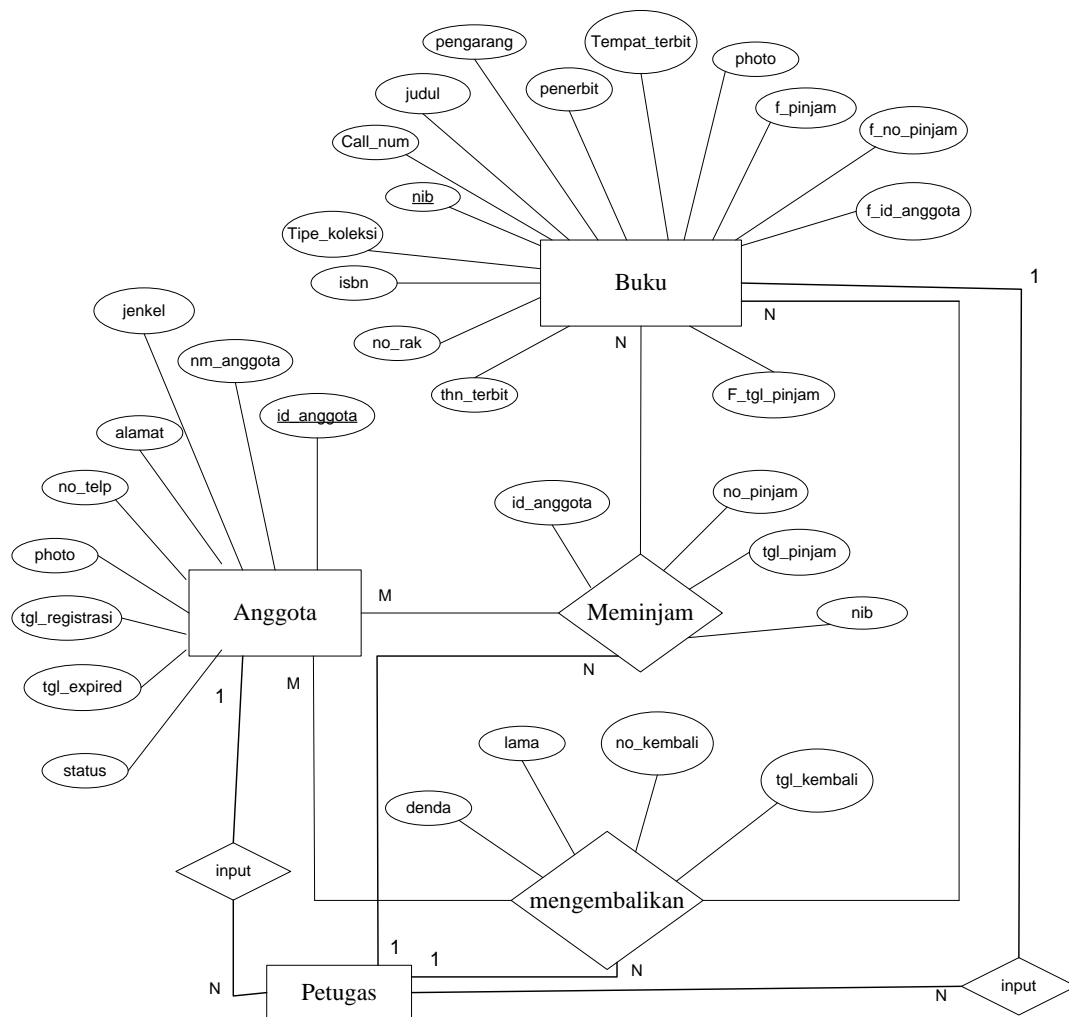 pengarang
Tempat_terbit
photo
judul
penerbit
f_pinjam
Call_num
f_no_pinjam
nib
f_id_anggota
Tipe_koleksi
isbn
Buku
1
jenkel
N
no_rak
N
nm_anggota
thn_terbit
F_tgl_pinjam
id_anggota
alamat
no_telp
id_anggota
no_pinjam
photo
tgl_pinjam
M
tgl_registrasi
Anggota
Meminjam
nib
N
tgl_expired
1
M
status
lama
no_kembali
denda
tgl_kembali
input
mengembalikan
1
1
N
N
Petugas
N
input